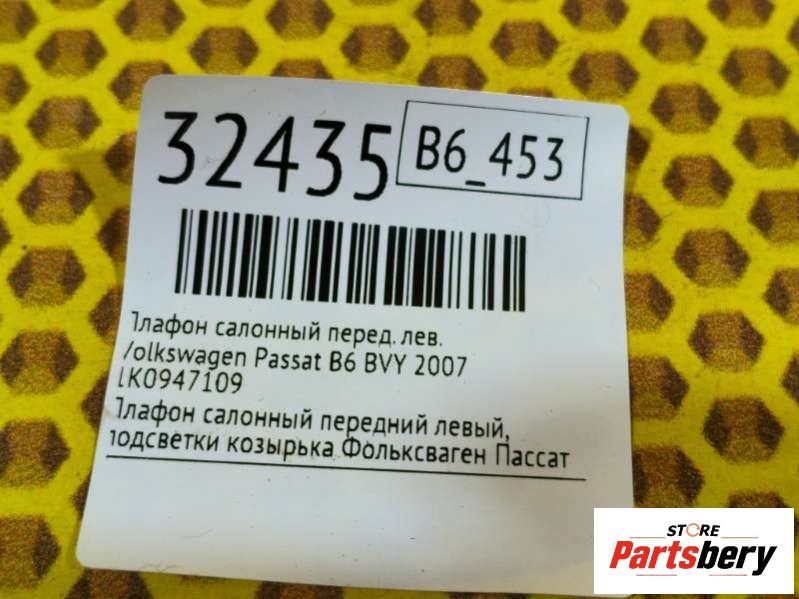 32435
B6_453
Плафон салонный перед. лев.
Volkswagen Passat B6 BVY 2007
1K0947109
Плафон салонный передний левый,
подсветки козырька Фольксваген Пассат
STORE
Partsbery